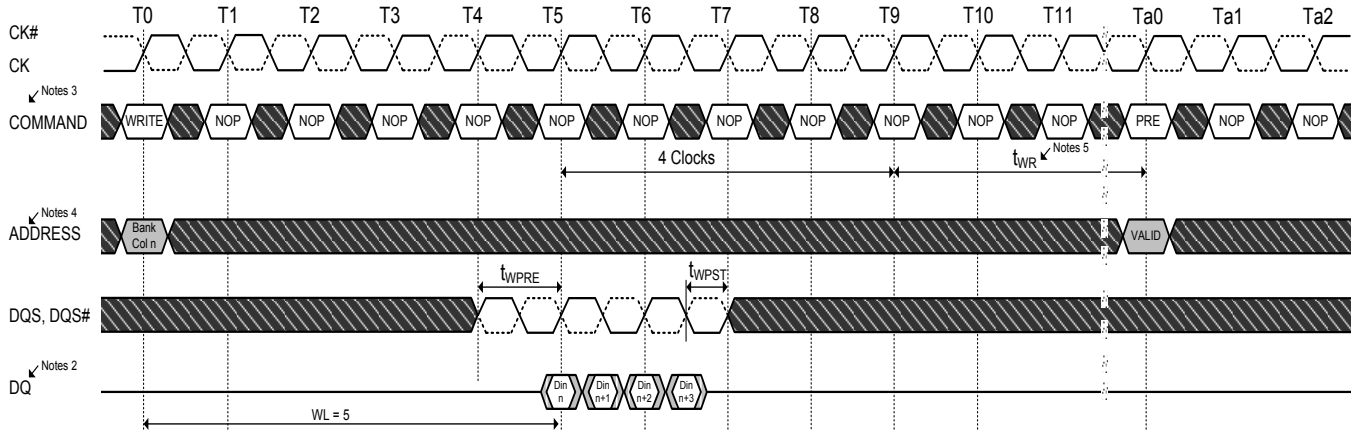 T0 T1 T2 T3 T4 T5 T6 T7 T8 T9 T10 T11 Ta0 Ta1 Ta2
CK#
CK
Notes 3
COMMAND WRITE NOP NOP NOP NOP NOP NOP NOP NOP NOP NOP NOP PRE NOP NOP
4 Clocks tWR Notes 5
Notes 4
ADDRESS Bank Col n VALID
tWPRE tWPST
DQS, DQS#
Notes 2
DQ Din n Din n+1 Din n+2 Din n+3
WL = 5